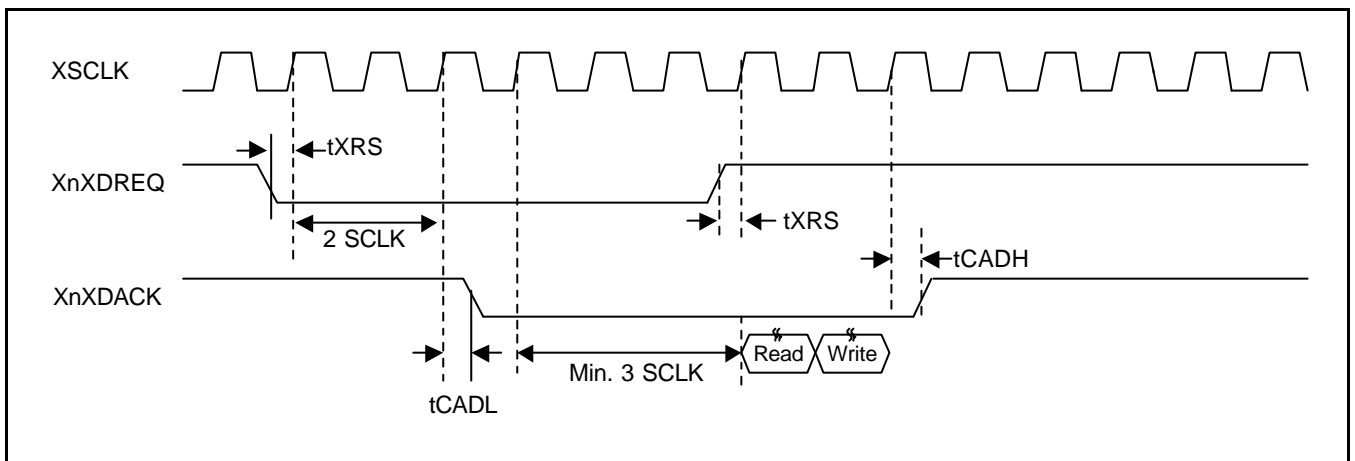 XSCLK
tXRS
XnXDREQ
tXRS
2 SCLK
tCADH
XnXDACK
Read Write
Min. 3 SCLK
tCADL